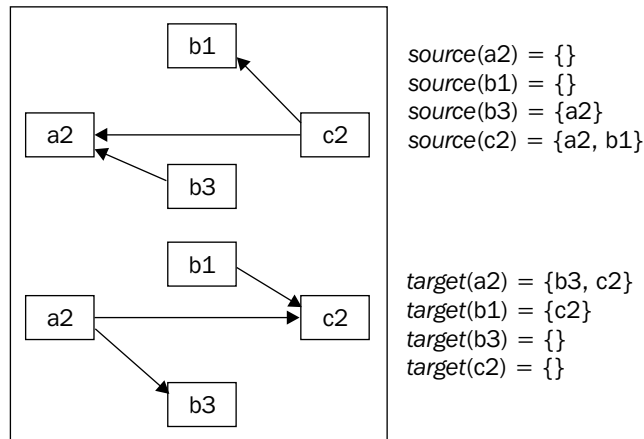 b1
a2
c2
b3
source(a2) = {}
source(b1) = {}
source(b3) = {a2}
source(c2) = {a2, b1}
b1
a2
c2
b3
target(a2) = {b3, c2}
target(b1) = {c2}
target(b3) = {}
target(c2) = {}